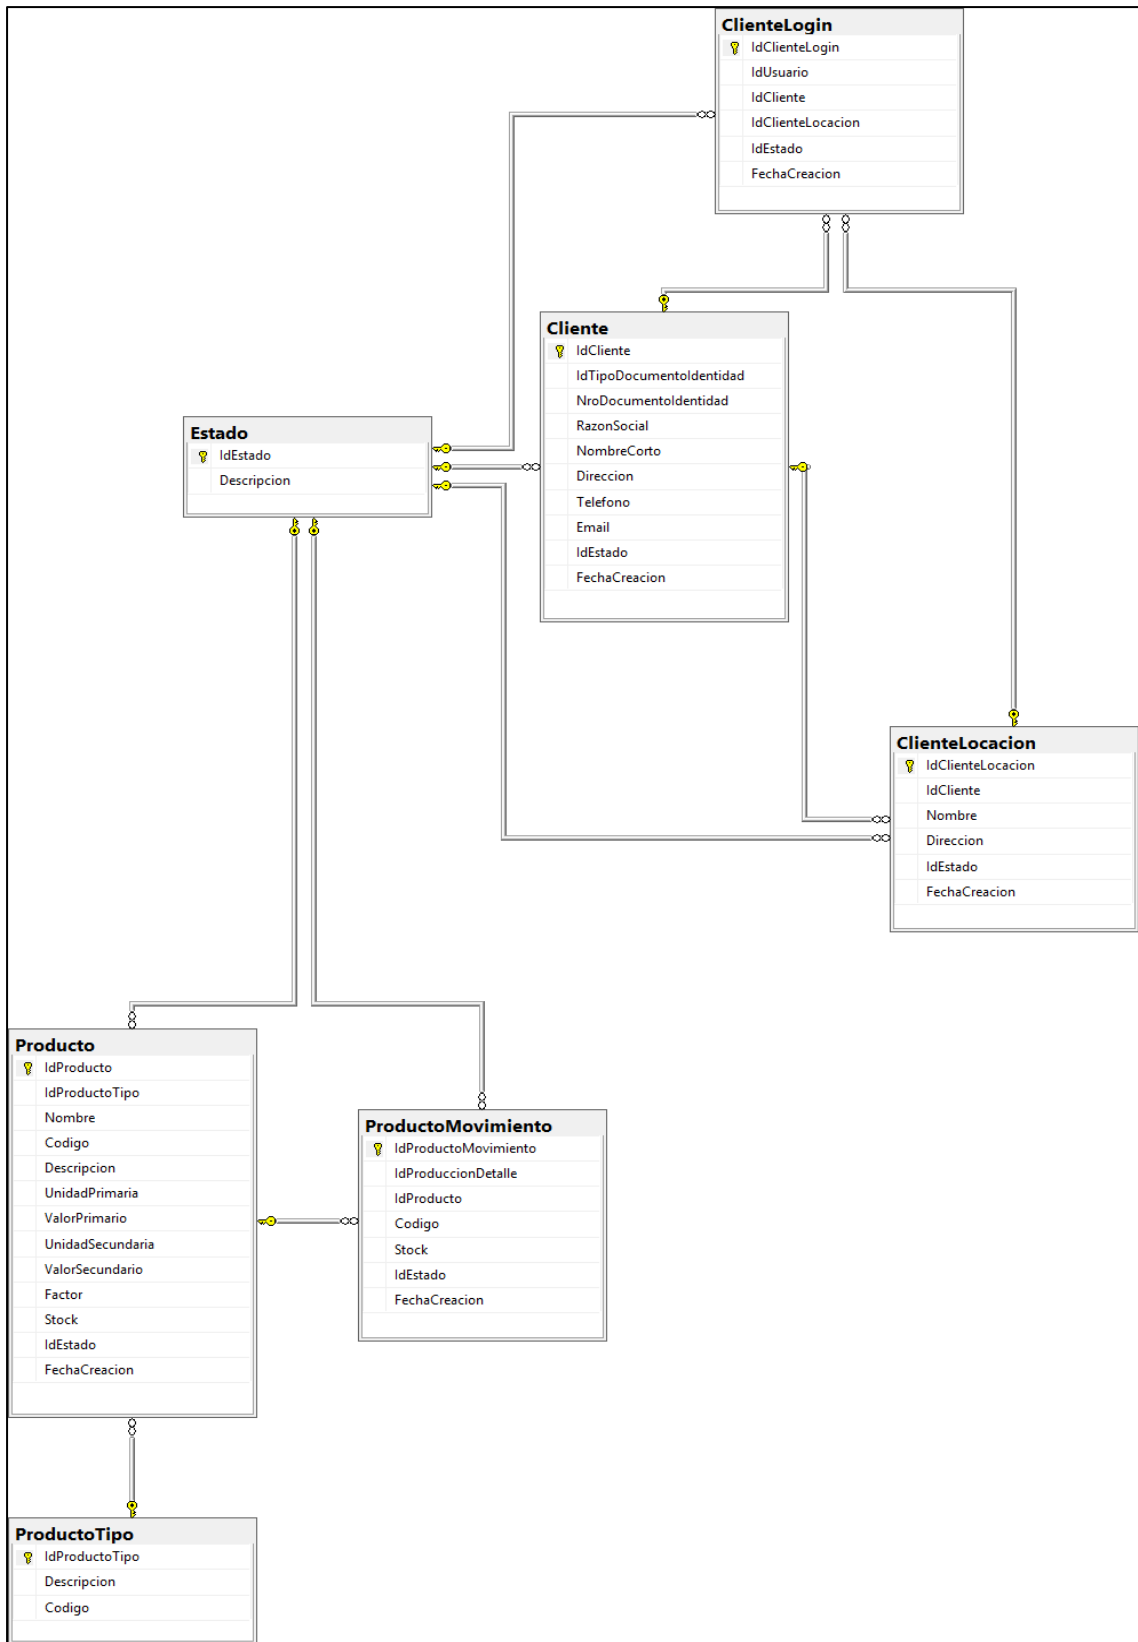 ClienteLogin
IdClienteLogin
IdUsuario
IdCliente
IdClienteLocacion
IdEstado
FechaCreacion
Cliente
IdCliente
IdTipoDocumentoIdentidad
NroDocumentoIdentidad
RazonSocial
NombreCorto
Direccion
Telefono
Email
IdEstado
FechaCreacion
Estado
IdEstado
Descripcion
ClienteLocacion
IdClienteLocacion
IdCliente
Nombre
Direccion
IdEstado
FechaCreacion
Producto
IdProducto
IdProductoTipo
Nombre
Codigo
Descripcion
UnidadPrimaria
ValorPrimario
UnidadSecundaria
ValorSecundario
Factor
Stock
IdEstado
FechaCreacion
ProductoMovimiento
IdProductoMovimiento
IdProduccionDetalle
IdProducto
Codigo
Stock
IdEstado
FechaCreacion
ProductoTipo
IdProductoTipo
Descripcion
Codigo